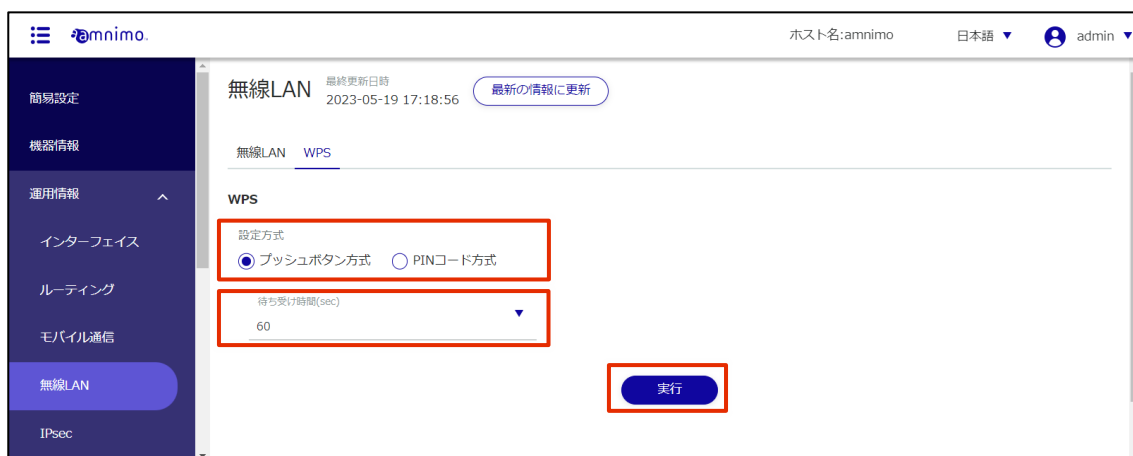 amnimo.
ホスト名:amnimo 日本語 ▼ admin ▼
簡易設定
機器情報
運用情報
インターフェイス
ルーティング
モバイル通信
無線LAN
IPsec
無線LAN 最終更新日時 最新の情報に更新
2023-05-19 17:18:56
無線LAN WPS
WPS
設定方式
プッシュボタン方式 PINコード方式
待ち受け時間(sec)
60 ▼
実行